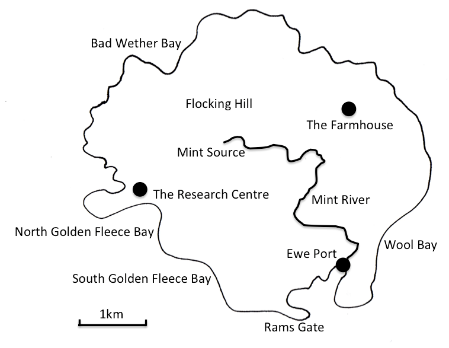 Bad Wether Bay
Flocking Hill
The Farmhouse
Mint Source
The Research Centre
Mint River
North Golden Fleece Bay
Wool Bay
Ewe Port
South Golden Fleece Bay
1km
Rams Gate